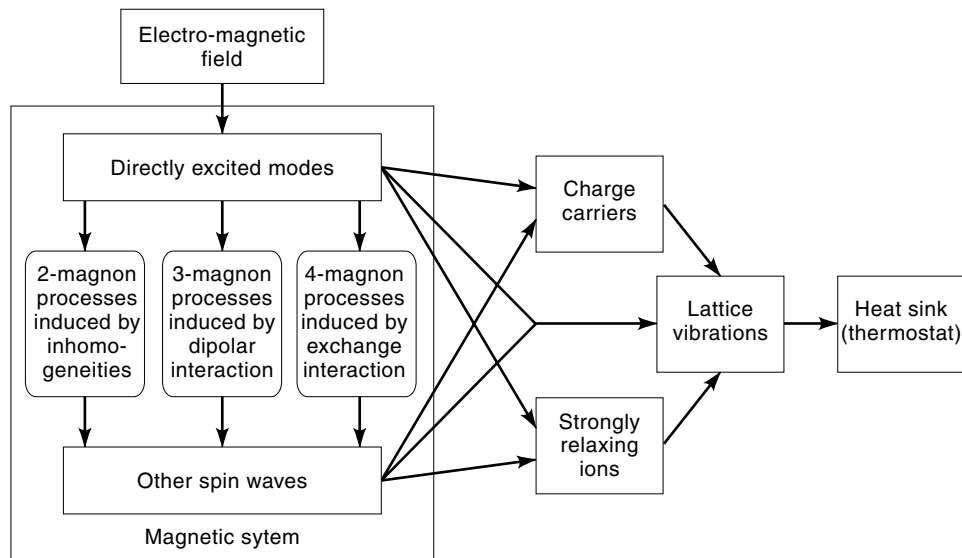 Electro-magnetic
field
Directly excited modes
2-magnon
processes
induced by
inhomo-
geneities
3-magnon
processes
induced by
dipolar
interaction
4-magnon
processes
induced by
exchange
interaction
Other spin waves
Magnetic sytem
Charge
carriers
Strongly
relaxing
ions
Lattice
vibrations
Heat sink
(thermostat)